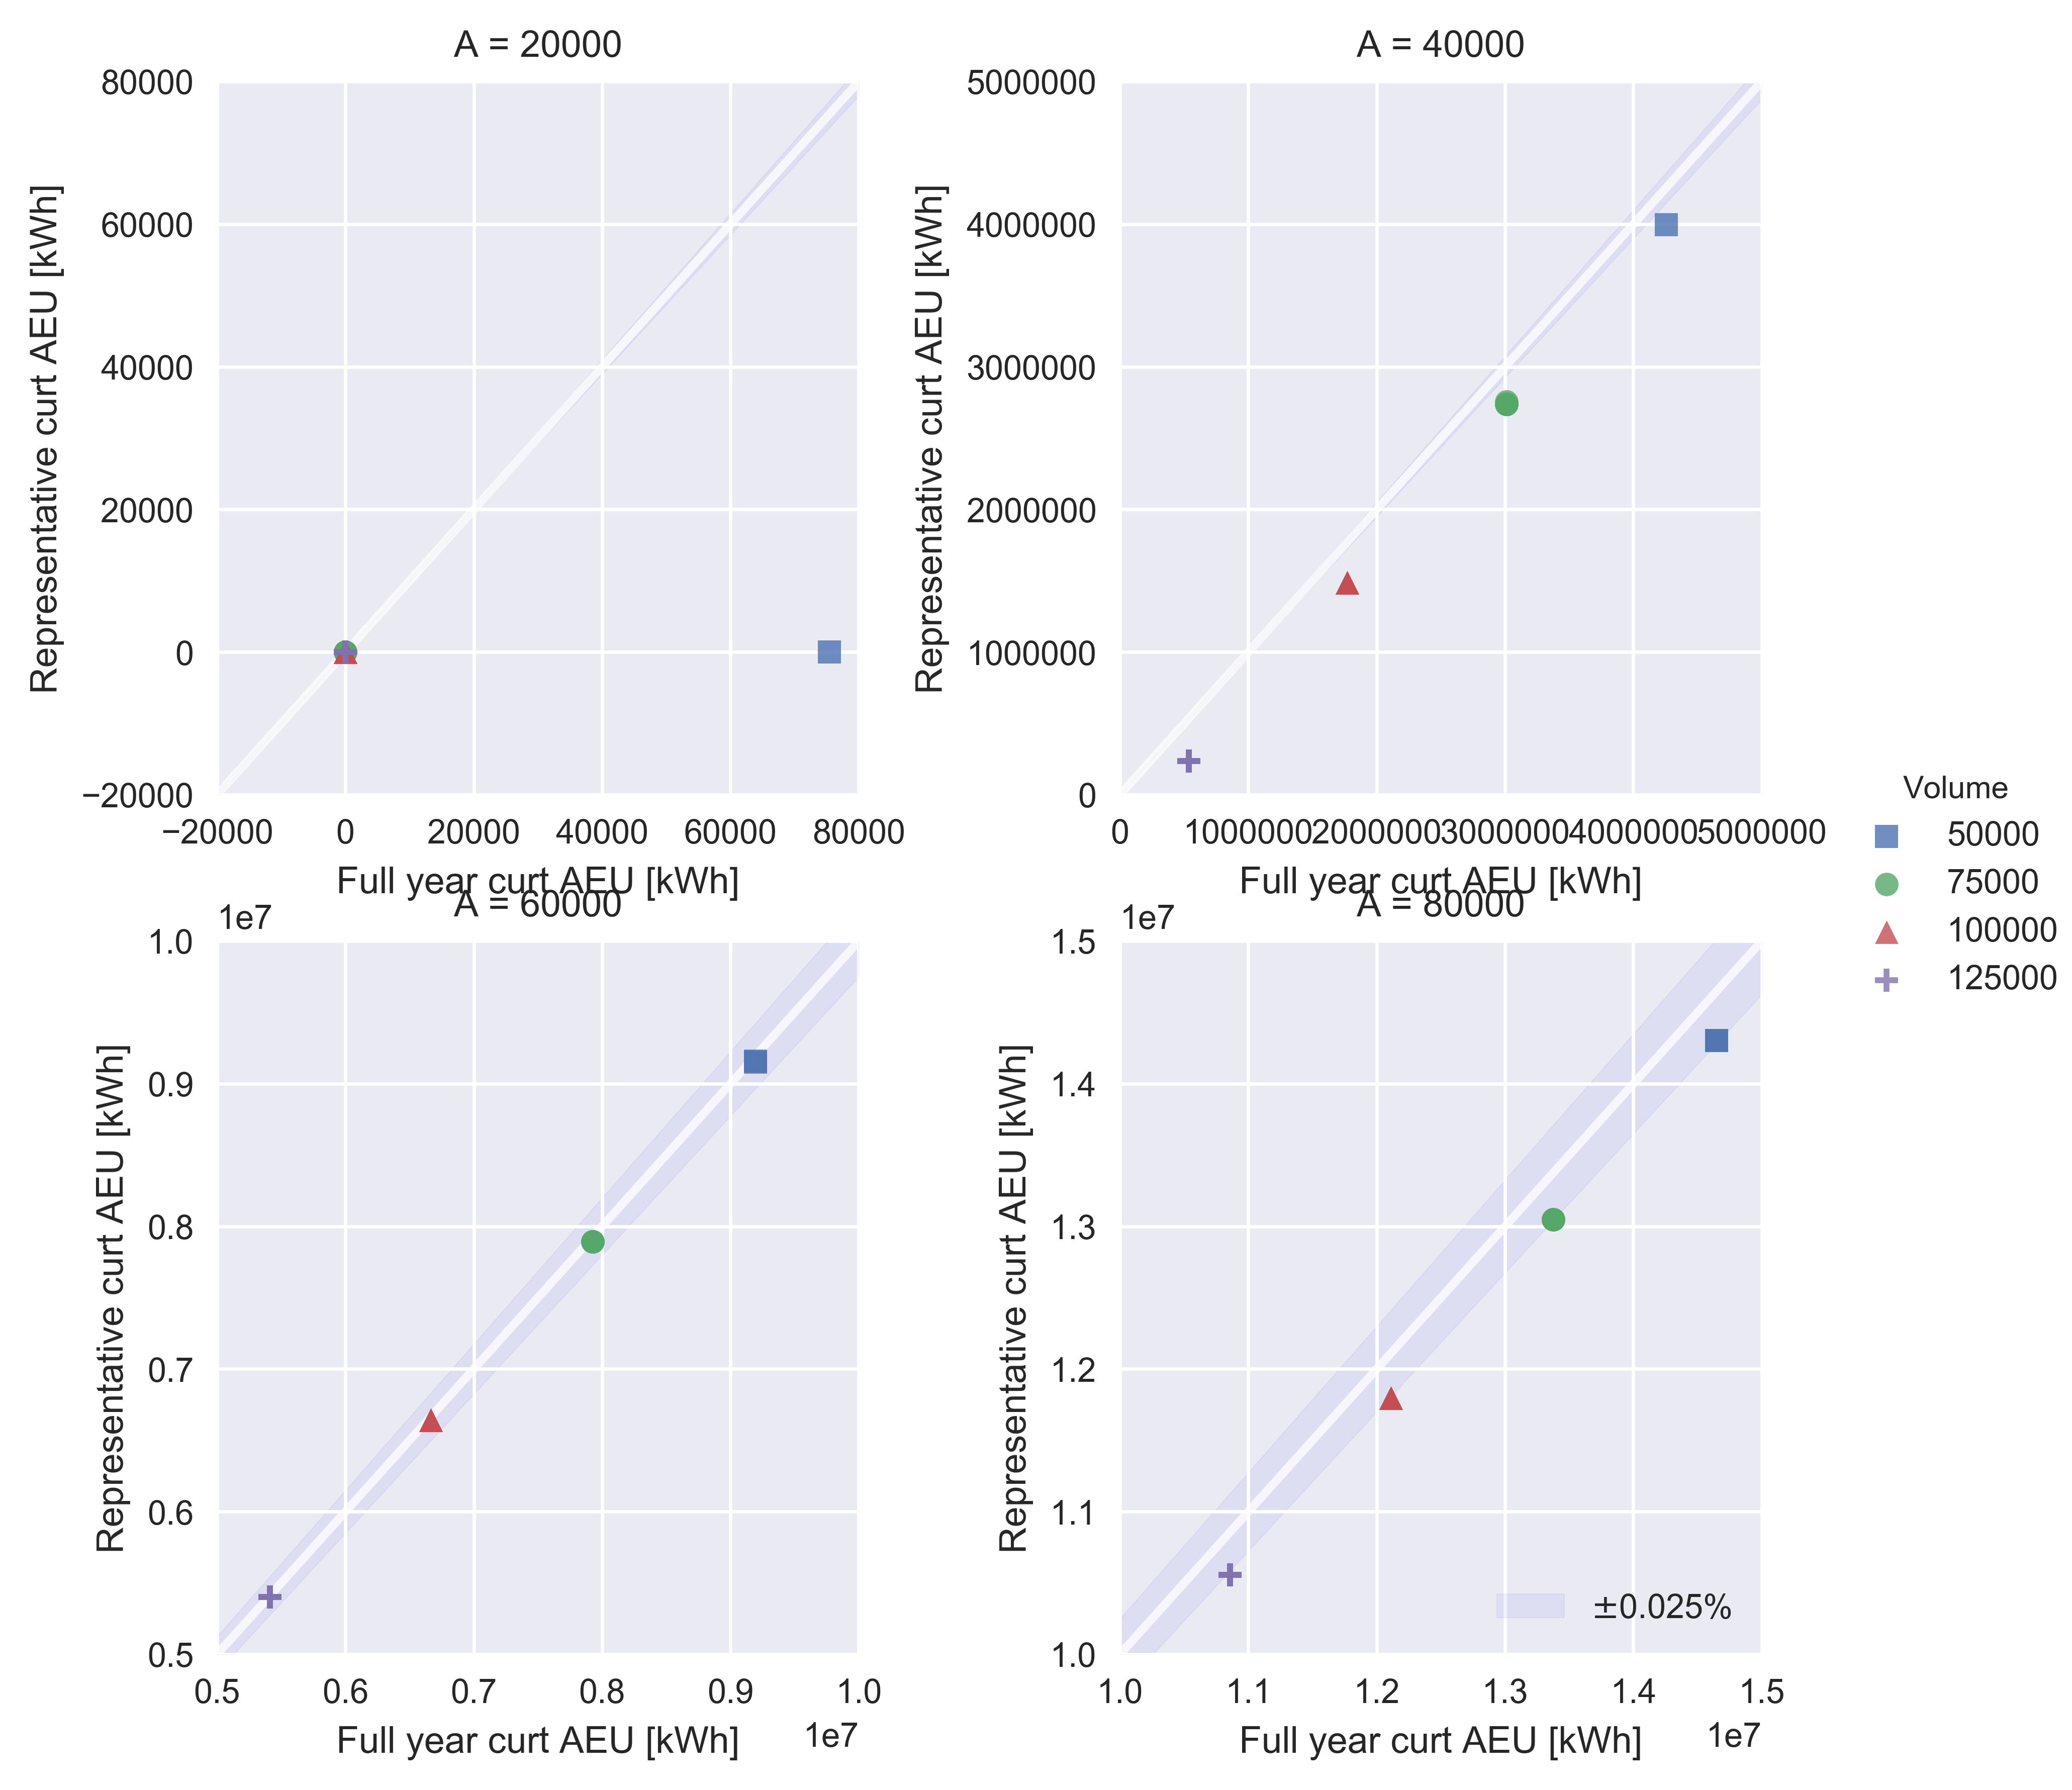 A = 20000
80000
60000
40000
20000
0
−20000
Representative curt AEU [kWh]
−20000 0 20000 40000 60000 80000
Full year curt AEU [kWh]
A = 40000
5000000
4000000
3000000
2000000
1000000
0
Representative curt AEU [kWh]
0 1000000 2000000 3000000 4000000 5000000
Full year curt AEU [kWh]
A = 60000
1e7
1.0
0.9
0.8
0.7
0.6
0.5
Representative curt AEU [kWh]
0.5 0.6 0.7 0.8 0.9 1.0
1e7
Full year curt AEU [kWh]
A = 80000
1e7
1.5
1.4
1.3
1.2
1.1
1.0
Representative curt AEU [kWh]
±0.025%
1.0 1.1 1.2 1.3 1.4 1.5
1e7
Full year curt AEU [kWh]
Volume
50000
75000
100000
125000